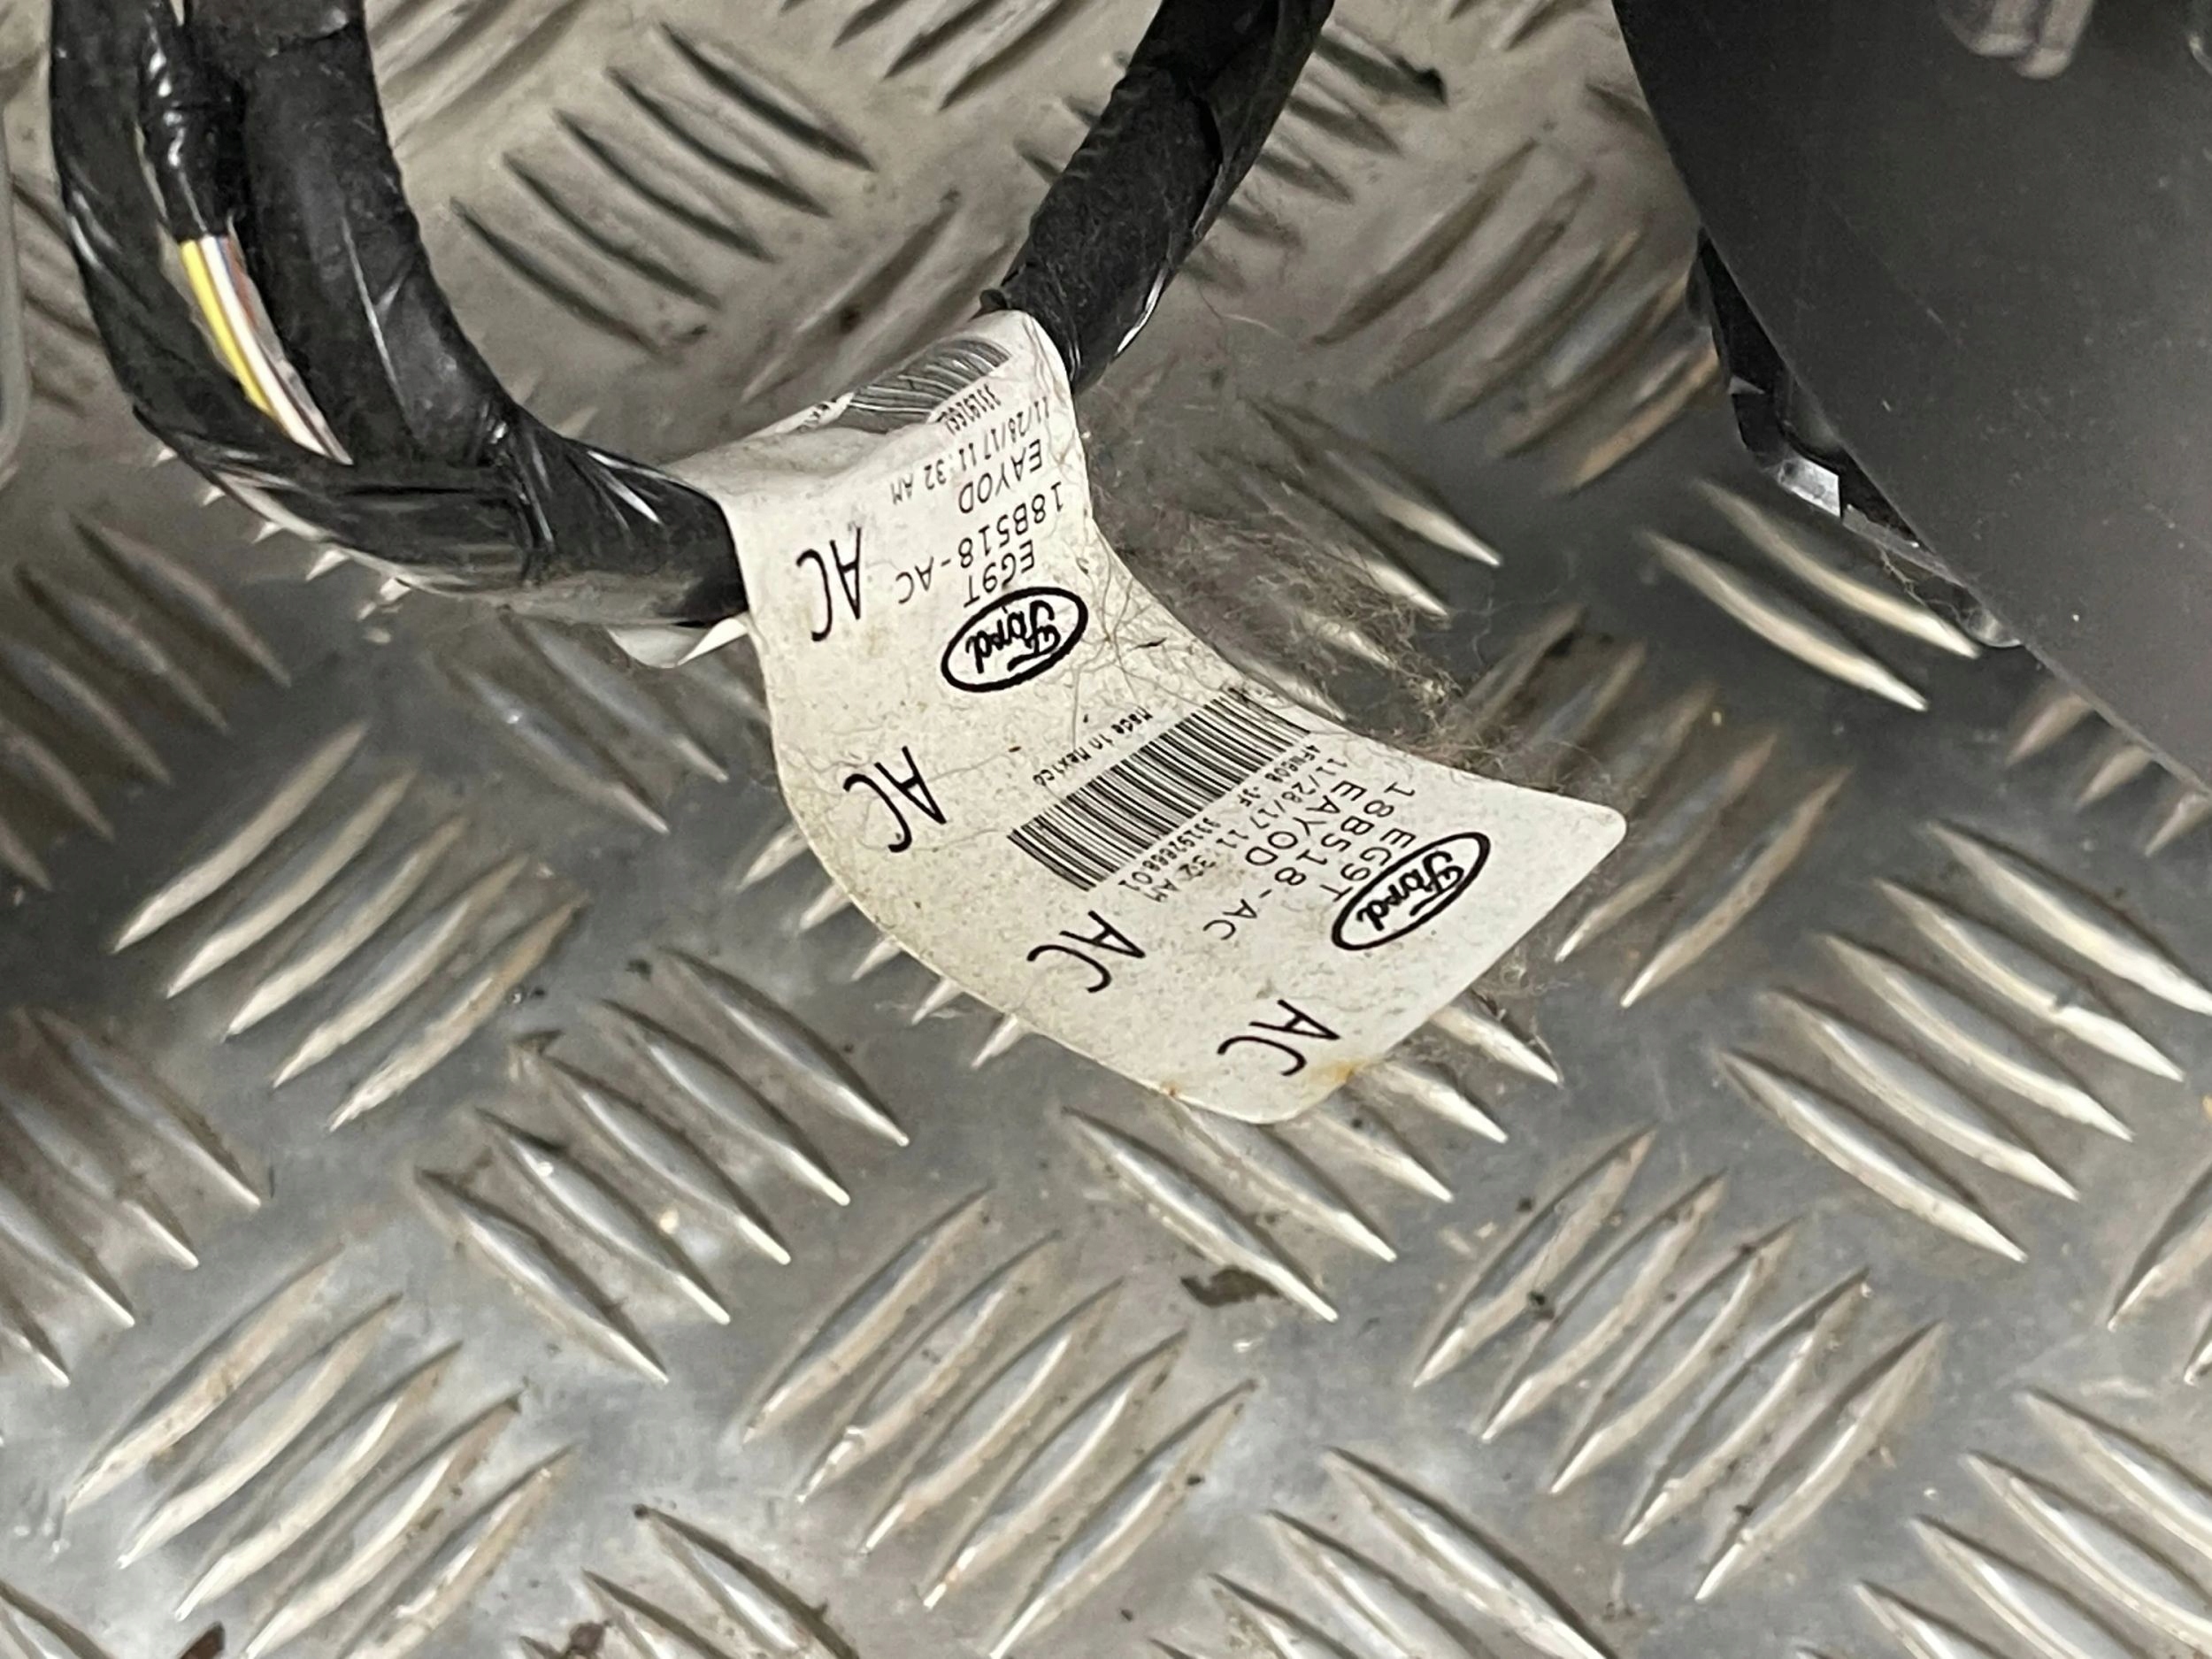 Ford
EG9T
18B518-AC
EAYOD
11/28/17 11:32 AM
AC
AC
Made in Mexico
Ford
EG9T
18B518-AC
EAYOD
11/28/17 11:32 AM
AC
AC